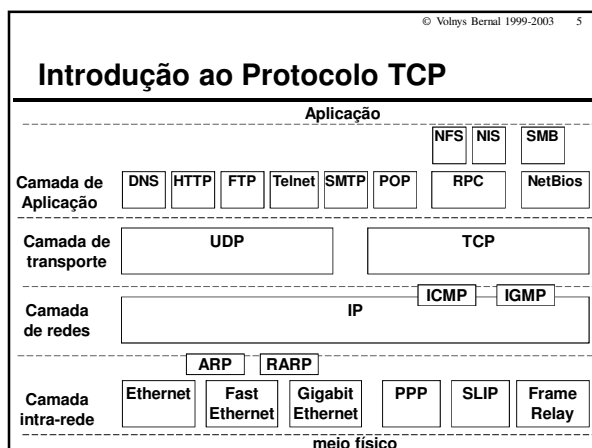 © Volnys Bernal 1999-2003 5
Introdução ao Protocolo TCP
Aplicação
NFS NIS SMB
Camada de Aplicação
DNS HTTP FTP Telnet SMTP POP RPC NetBios
Camada de transporte
UDP TCP
ICMP IGMP
Camada de redes
IP
ARP RARP
Camada intra-rede
Ethernet Fast Ethernet Gigabit Ethernet PPP SLIP Frame Relay
meio físico